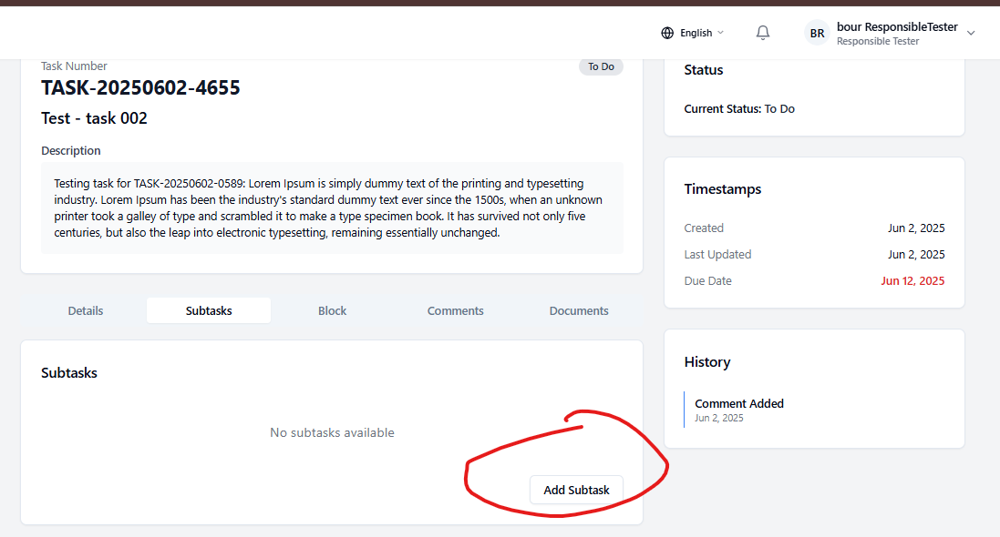 English
BR
bour ResponsibleTester
Responsible Tester
Task Number
To Do
TASK-20250602-4655
Test - task 002
Description
Testing task for TASK-20250602-0589: Lorem Ipsum is simply dummy text of the printing and typesetting
industry. Lorem Ipsum has been the industry's standard dummy text ever since the 1500s, when an unknown
printer took a galley of type and scrambled it to make a type specimen book. It has survived not only five
centuries, but also the leap into electronic typesetting, remaining essentially unchanged.
Details
Subtasks
Block
Comments
Documents
Subtasks
No subtasks available
Add Subtask
Status
Current Status: To Do
Timestamps
Created Jun 2, 2025
Last Updated Jun 2, 2025
Due Date Jun 12, 2025
History
Comment Added
Jun 2, 2025